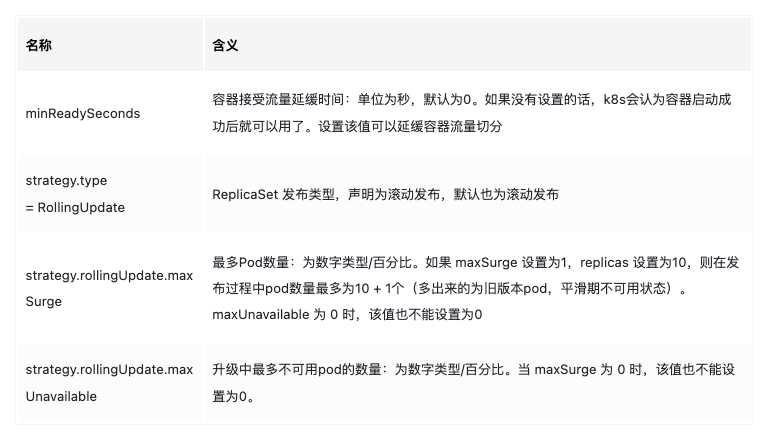 名称
含义
minReadySeconds
容器接受流量延缓时间：单位为秒，默认为0。如果没有设置的话，k8s会认为容器启动成
功后就可以用了。设置该值可以延缓容器流量切分
strategy.type
= RollingUpdate
ReplicaSet 发布类型，声明为滚动发布，默认也为滚动发布
strategy.rollingUpdate.max
Surge
最多Pod数量：为数字类型/百分比。如果 maxSurge 设置为1，replicas 设置为10，则在发
布过程中pod数量最多为10 + 1个（多出来的为旧版本pod，平滑期不可用状态）。
maxUnavailable 为 0 时，该值也不能设置为0
strategy.rollingUpdate.max
Unavailable
升级中最多不可用pod的数量：为数字类型/百分比。当 maxSurge 为 0 时，该值也不能设
置为0。